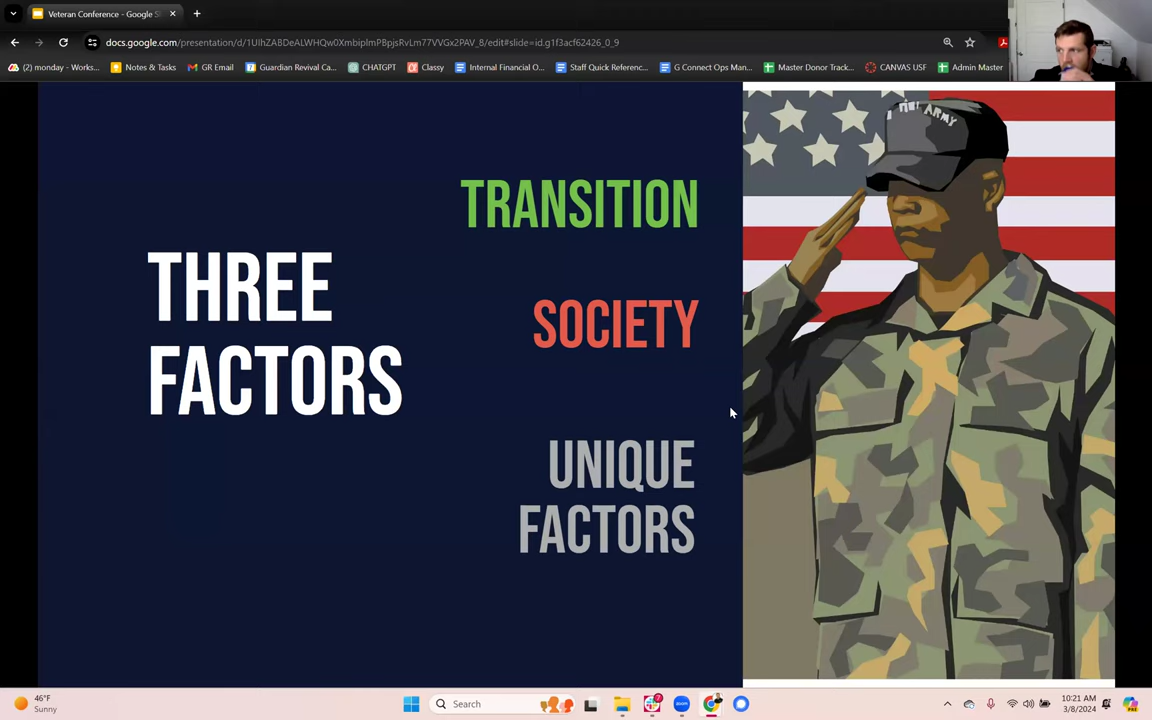 Veteran Conference - Google S
docs.google.com/presentation/d/1UIhZABDeALWHQw0XmbiplmPBpjsRvLm77VVGx2PAV_8/edit#slide=id.g1f3acf62426_0_9
(2) monday - Works...
Notes & Tasks
GR Email
Guardian Revival Ca...
CHATGPT
Classy
Internal Financial O...
Staff Quick Referenc...
G Connect Ops Man...
Master Donor Track...
CANVAS USF
Admin Master
TRANSITION
THREE
FACTORS
SOCIETY
UNIQUE
FACTORS
ARMY
46°F
Sunny
Search
10:21 AM
3/8/2024